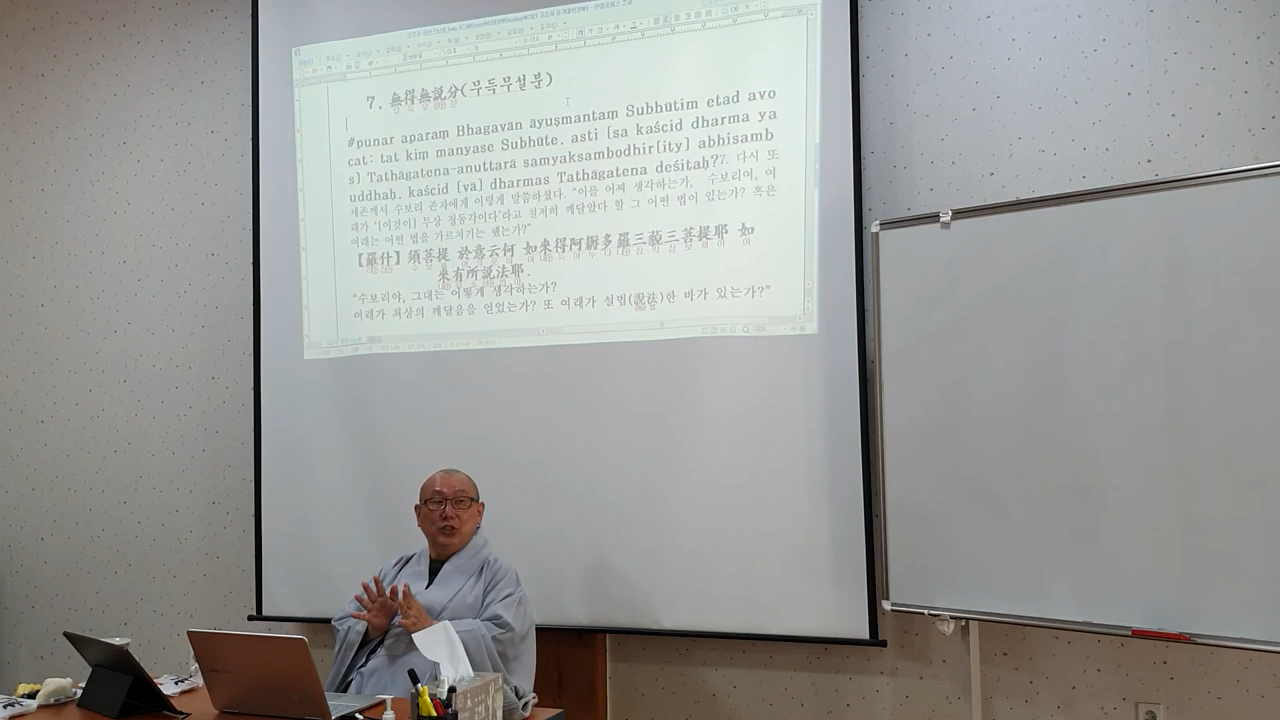 7. 無得無説分(무득무설분)
#punar aparaṃ Bhagavān āyuṣmantaṃ Subhūtim etad avo
cat: tat kiṃ manyase Subhūte, asti (sa kaścid dharma ya
s) Tathāgatena-anuttarā samyaksambodhir(ity) abhisamb
uddhaḥ, kaścid (va) dharmas Tathāgatena deśitaḥ?7. 다시 또
세존께서 수보리 존자에게 이렇게 말씀하셨다. "이를 어찌 생각하는가, 수보리여, 여
래가 '[이것이] 무상 정등각이다'라고 철저히 깨달았다 할 그 어떤 법이 있는가? 혹은
여래는 어떤 법을 가르치기는 했는가?"
【羅什】 須菩提 於意云何 如來得阿耨多羅三藐三菩提耶 如
來有所說法耶.
"수보리야, 그대는 어떻게 생각하는가?
여래가 최상의 깨달음을 얻었는가? 또 여래가 설법(說法)한 바가 있는가?"